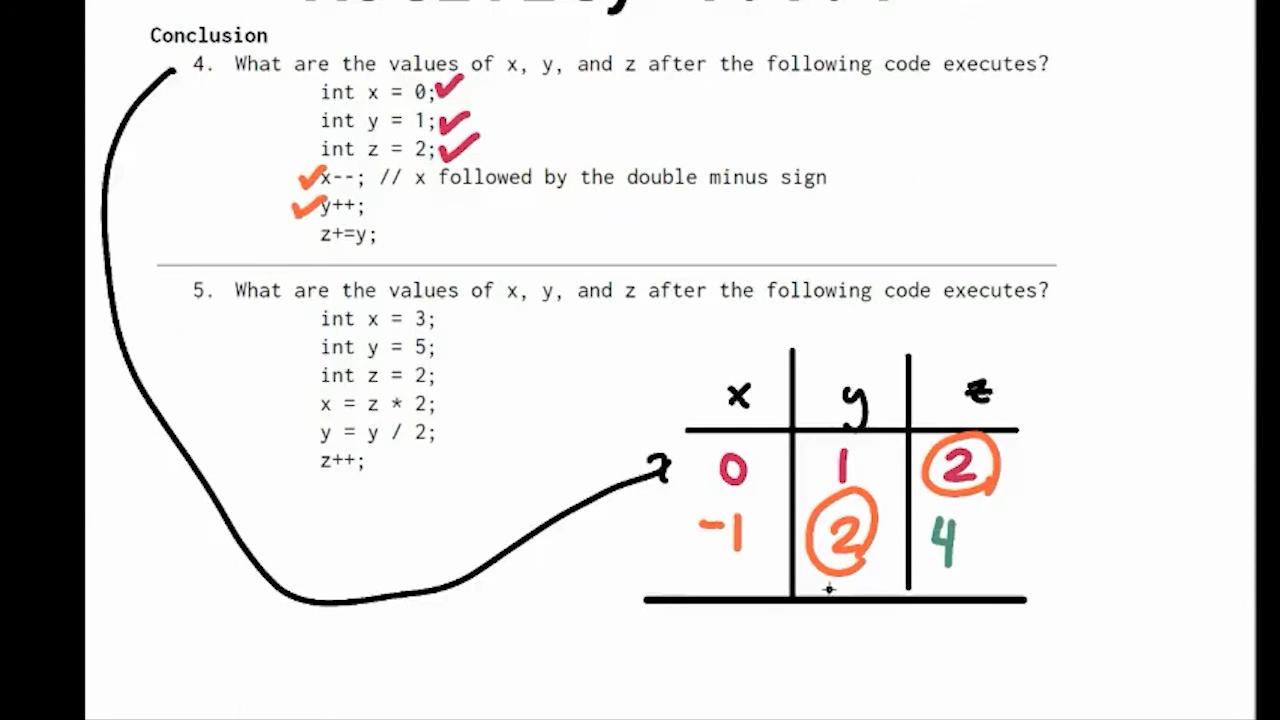 Conclusion
4. What are the values of x, y, and z after the following code executes?
int x = 0;
int y = 1;
int z = 2;
x--; // x followed by the double minus sign
y++;
z+=y;
5. What are the values of x, y, and z after the following code executes?
int x = 3;
int y = 5;
int z = 2;
x = z * 2;
y = y / 2;
z++;
x y z
0 1 2
-1 2 4